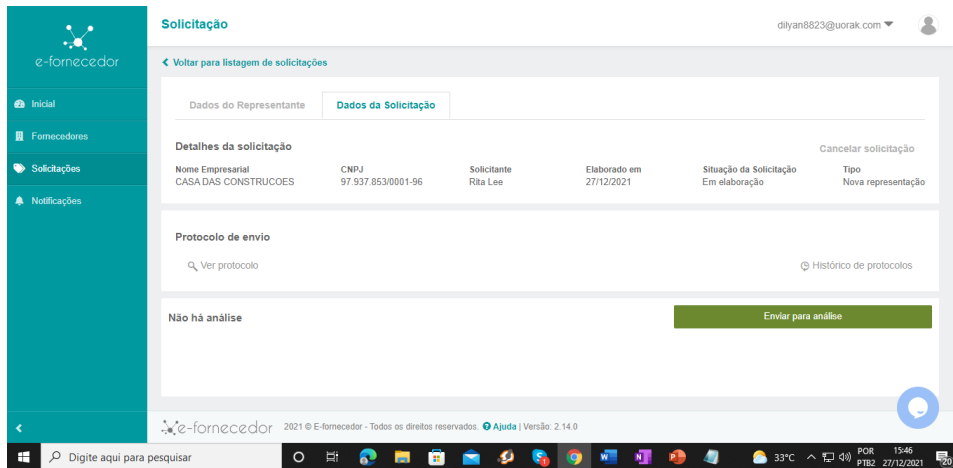 e-fornecedor
Inicial
Fornecedores
Solicitações
Notificações
Solicitação
dilyan8823@uorak.com
Voltar para listagem de solicitações
Dados do Representante
Dados da Solicitação
Detalhes da solicitação
Cancelar solicitação
Nome Empresarial CNPJ Solicitante Elaborado em Situação da Solicitação Tipo
CASA DAS CONSTRUCOES 97.937.853/0001-96 Rita Lee 27/12/2021 Em elaboração Nova representação
Protocolo de envio
Ver protocolo
Histórico de protocolos
Não há análise
Enviar para análise
e-fornecedor 2021 © E-fornecedor - Todos os direitos reservados. Ajuda | Versão: 2.14.0
Digite aqui para pesquisar
33°C
POR 15:46
PTB2 27/12/2021
20